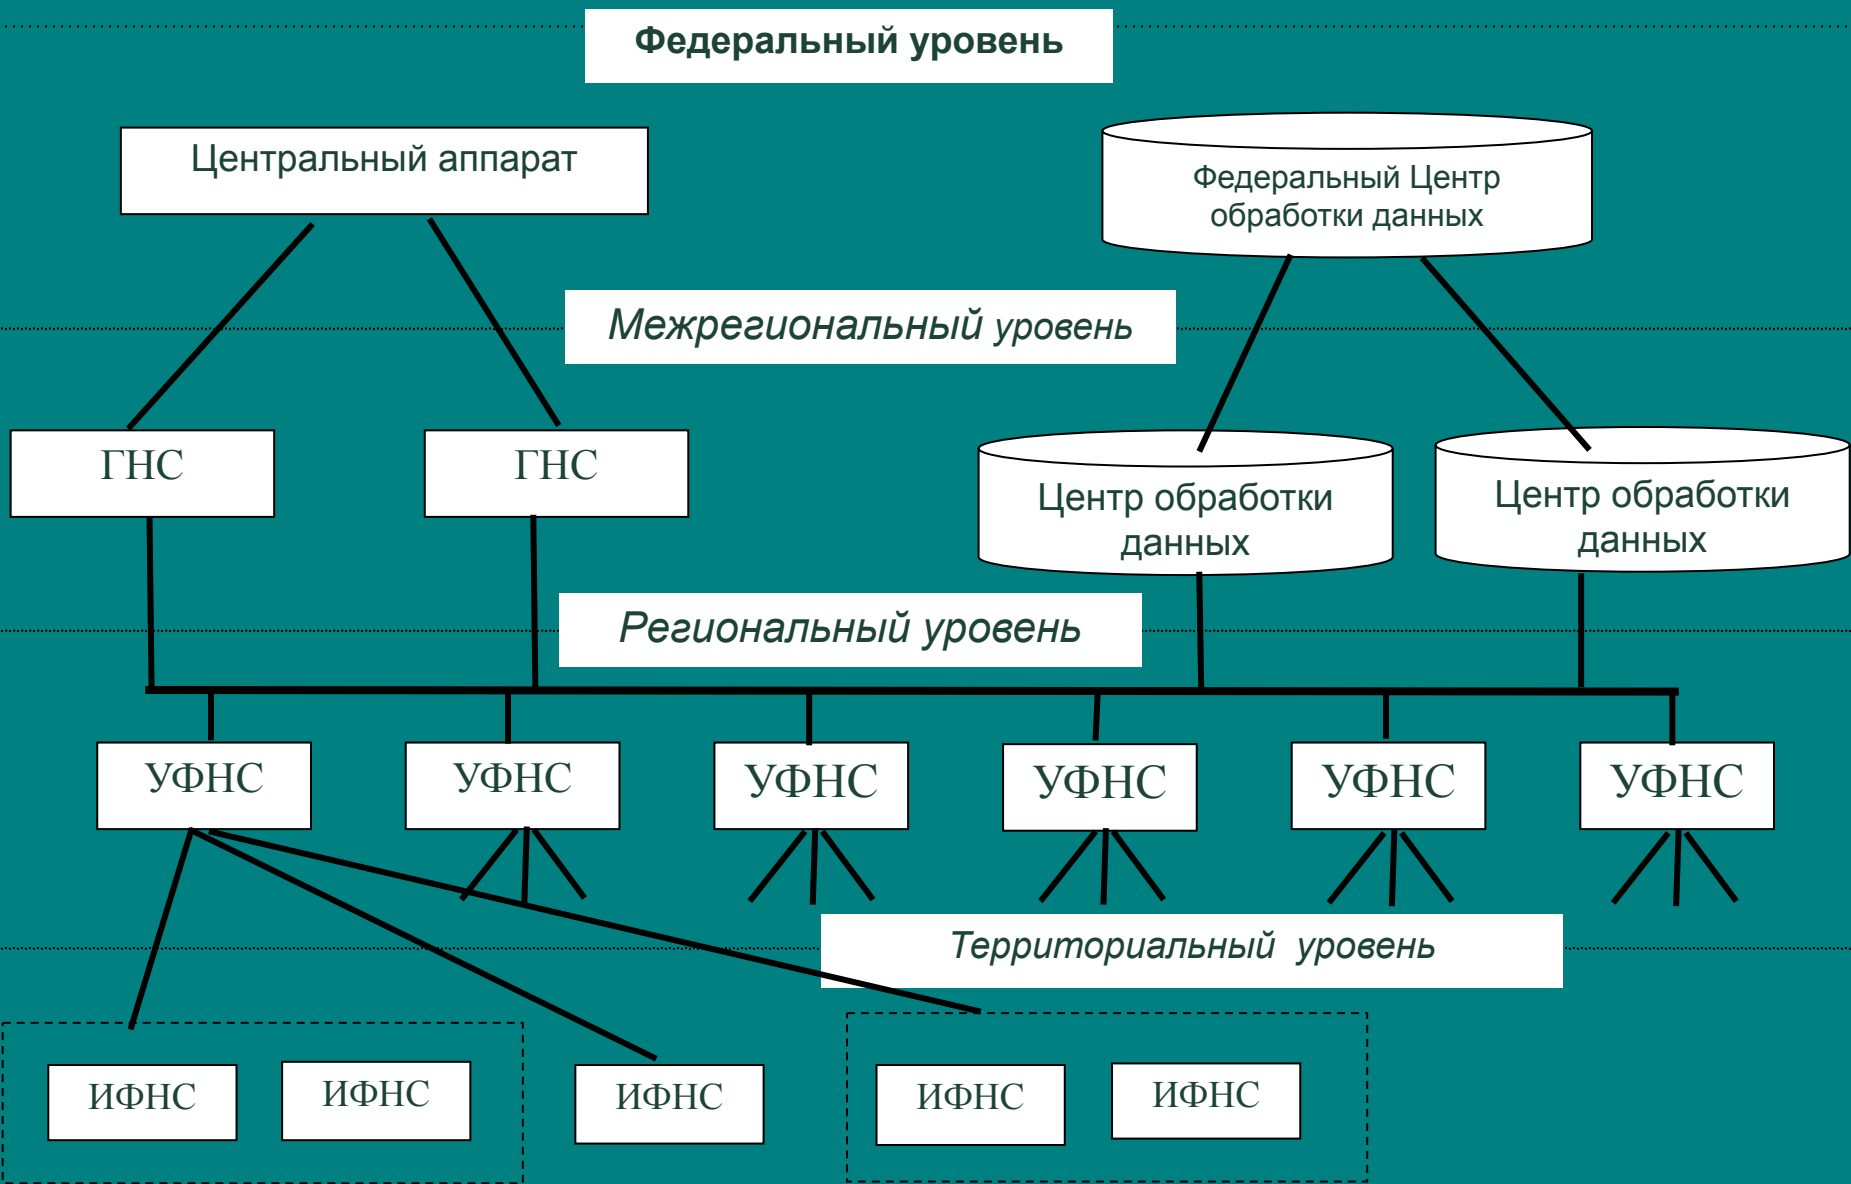 Федеральный уровень
Центральный аппарат
Федеральный Центр
обработки данных
Межрегиональный уровень
ГНС
ГНС
Центр обработки
данных
Центр обработки
данных
Региональный уровень
УФНС
УФНС
УФНС
УФНС
УФНС
УФНС
Территориальный уровень
ИФНС
ИФНС
ИФНС
ИФНС
ИФНС